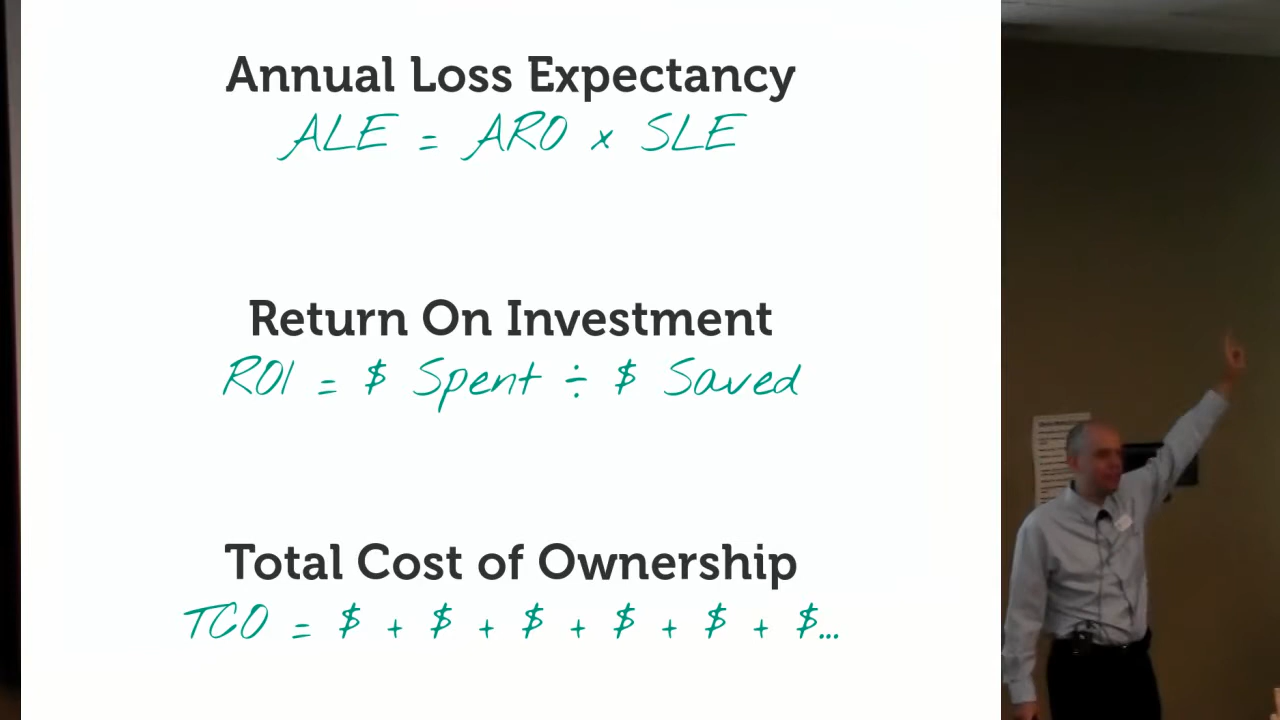 Annual Loss Expectancy
ALE = ARO x SLE
Return On Investment
ROI = $ Spent ÷ $ Saved
Total Cost of Ownership
TCO = $ + $ + $ + $ + $ + $...